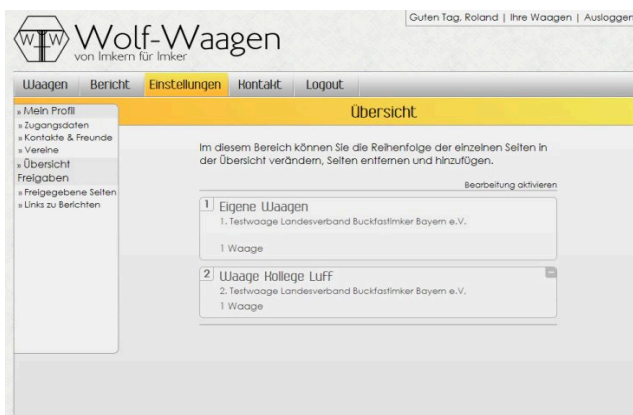 Guten Tag, Roland | Ihre Waagen | Ausloggen
WTW
Wolf-Waagen
von Imkern für Imker
Waagen Bericht Einstellungen Kontakt Logout
» Mein Profil
» Zugangsdaten
» Kontakte & Freunde
» Vereine
» Übersicht
Freigaben
» Freigegebene Seiten
» Links zu Berichten
Übersicht
Im diesem Bereich können Sie die Reihenfolge der einzelnen Seiten in
der Übersicht verändern, Seiten entfernen und hinzufügen.
Bearbeitung aktivieren
1 Eigene Waagen
1. Testwaage Landesverband Buckfastimker Bayern e.V.
1 Waage
2 Waage Kollege Luff
2. Testwaage Landesverband Buckfastimker Bayern e.V.
1 Waage